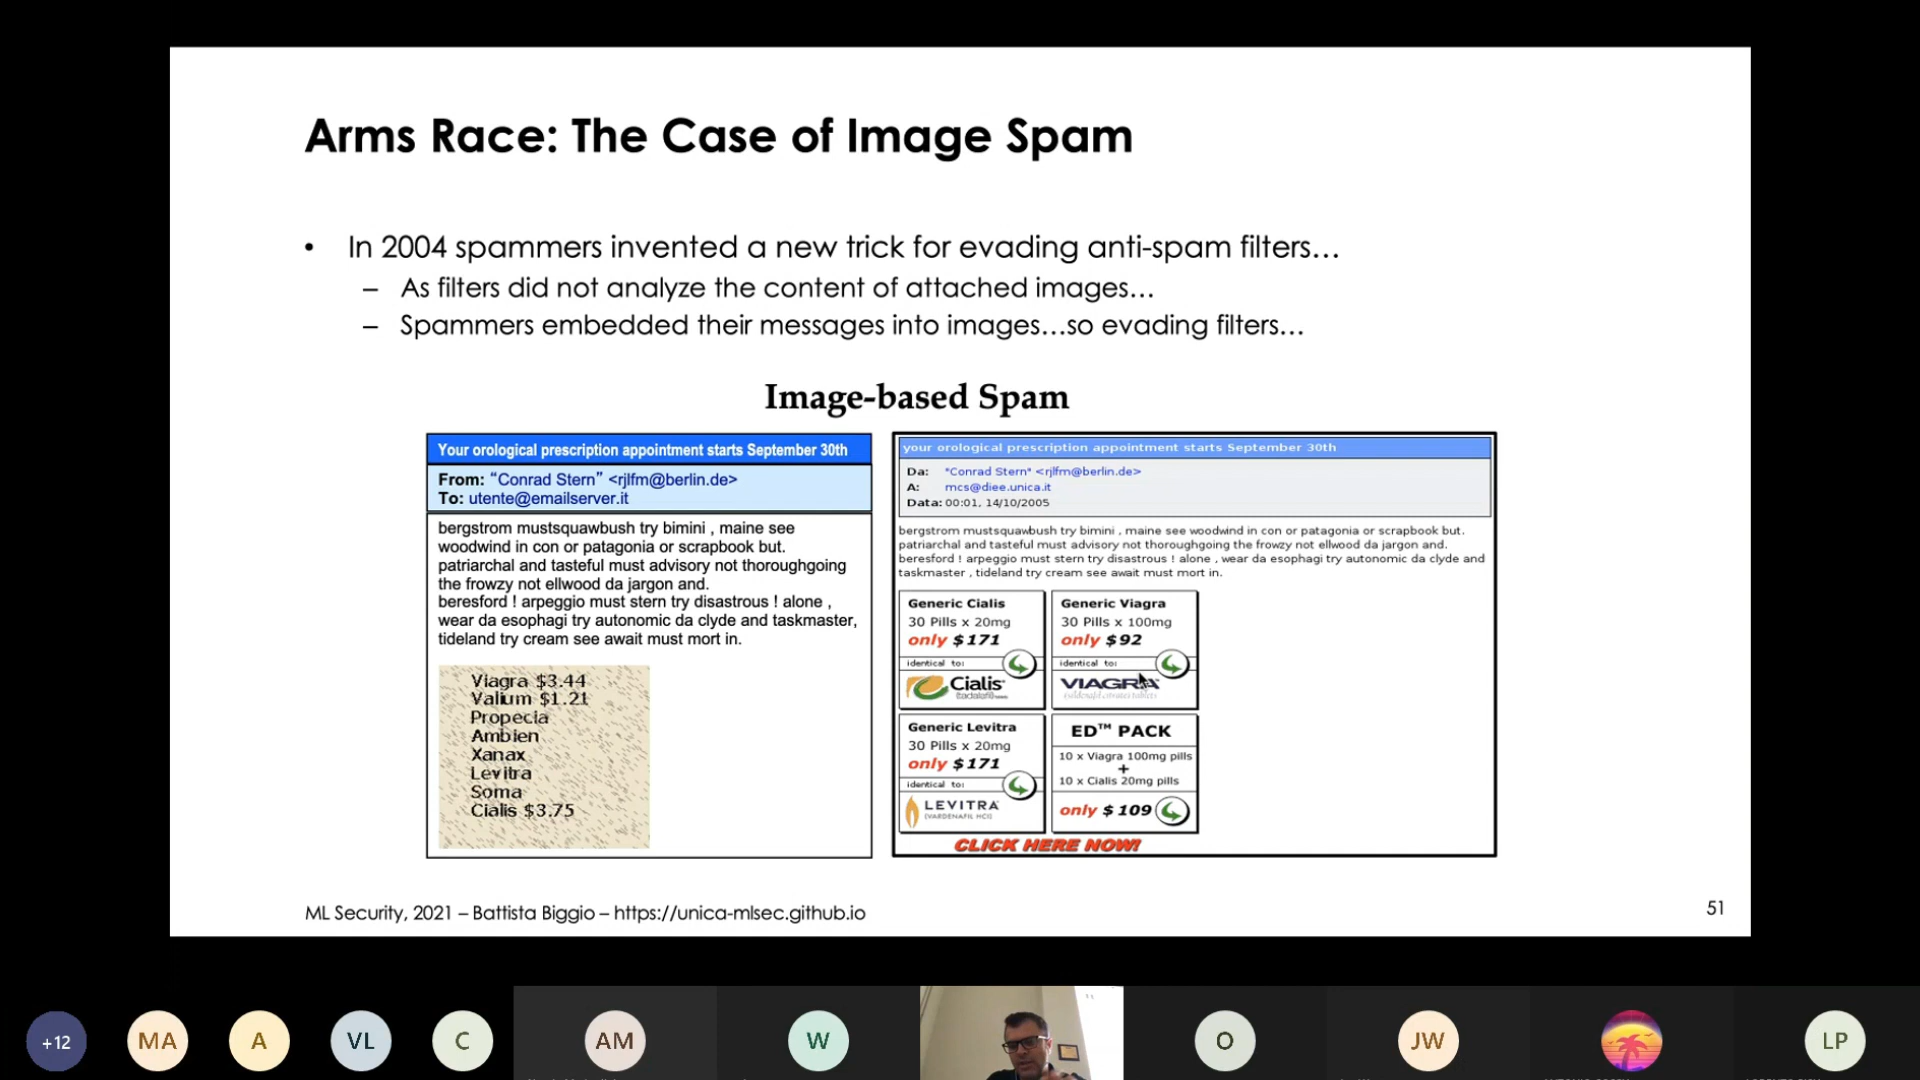 Arms Race: The Case of Image Spam
• In 2004 spammers invented a new trick for evading anti-spam filters…
– As filters did not analyze the content of attached images…
– Spammers embedded their messages into images…so evading filters…
Image-based Spam
Your orological prescription appointment starts September 30th
From: “Conrad Stern” <rjlfm@berlin.de>
To: utente@emailserver.it
bergstrom mustsquawbush try bimini , maine see
woodwind in con or patagonia or scrapbook but.
patriarchal and tasteful must advisory not thoroughgoing
the frowzy not ellwood da jargon and.
beresford ! arpeggio must stern try disastrous ! alone ,
wear da esophagi try autonomic da clyde and taskmaster,
tideland try cream see await must mort in.
Viagra $3.44
Valium $1.21
Propecia
Ambien
Xanax
Levitra
Soma
Cialis $3.75
your orological prescription appointment starts September 30th
Da: "Conrad Stern" <rjlfm@berlin.de>
A: mcs@diee.unica.it
Data: 00:01, 14/10/2005
bergstrom mustsquawbush try bimini , maine see woodwind in con or patagonia or scrapbook but.
patriarchal and tasteful must advisory not thoroughgoing the frowzy not ellwood da jargon and.
beresford ! arpeggio must stern try disastrous ! alone , wear da esophagi try autonomic da clyde and
taskmaster , tideland try cream see await must mort in.
Generic Cialis
30 Pills x 20mg
only $171
identical to:
Cialis
(tadalafil)
Generic Viagra
30 Pills x 100mg
only $92
identical to:
VIAGRA
Generic Levitra
30 Pills x 20mg
only $171
identical to:
LEVITRA
(VARDENAFIL HCl)
ED™ PACK
10 x Viagra 100mg pills
+
10 x Cialis 20mg pills
only $109
CLICK HERE NOW!
ML Security, 2021 – Battista Biggio – https://unica-mlsec.github.io
51
+12
MA
A
VL
C
AM
W
O
JW
LP